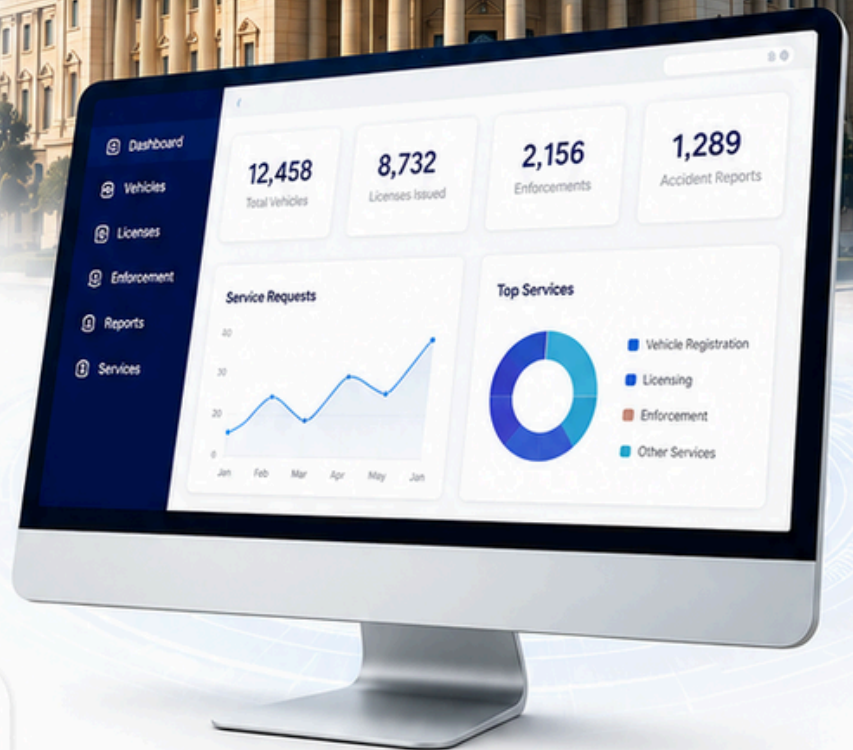 Dashboard
Vehicles
Licenses
Enforcement
Reports
Services
12,458
Total Vehicles
8,732
Licenses Issued
2,156
Enforcements
1,289
Accident Reports
Service Requests
40
30
20
0
Jan
Feb
Mar
Apr
May
Jan
Top Services
Vehicle Registration
Licensing
Enforcement
Other Services